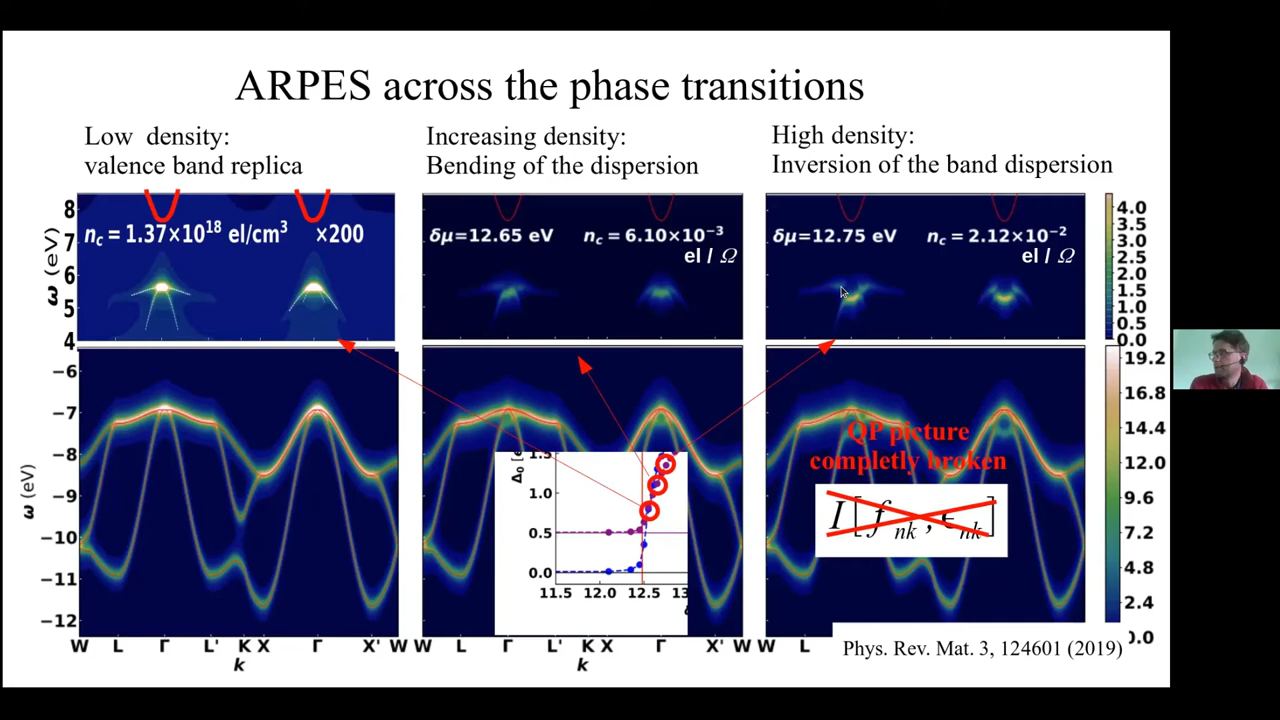 ARPES across the phase transitions
Low density:
valence band replica
Increasing density:
Bending of the dispersion
High density:
Inversion of the band dispersion
8
7
6
5
4
ω (eV)
n_c = 1.37×10^18 el/cm^3 ×200
δμ=12.65 eV n_c = 6.10×10^−3
el / Ω
δμ=12.75 eV n_c = 2.12×10^−2
el / Ω
4.0
3.5
3.0
2.5
2.0
1.5
1.0
0.5
0.0
−6
−7
−8
−9
−10
−11
−12
ω (eV)
W L Γ L' K X Γ X' W
k
1.5
1.0
0.5
0.0
Δ_0 [e
11.5 12.0 12.5 13
L K X Γ X' W
k
QP picture
completly broken
I [ f_nk , ϵ_nk ]
W L
19.2
16.8
14.4
12.0
9.6
7.2
4.8
2.4
0.0
Phys. Rev. Mat. 3, 124601 (2019)